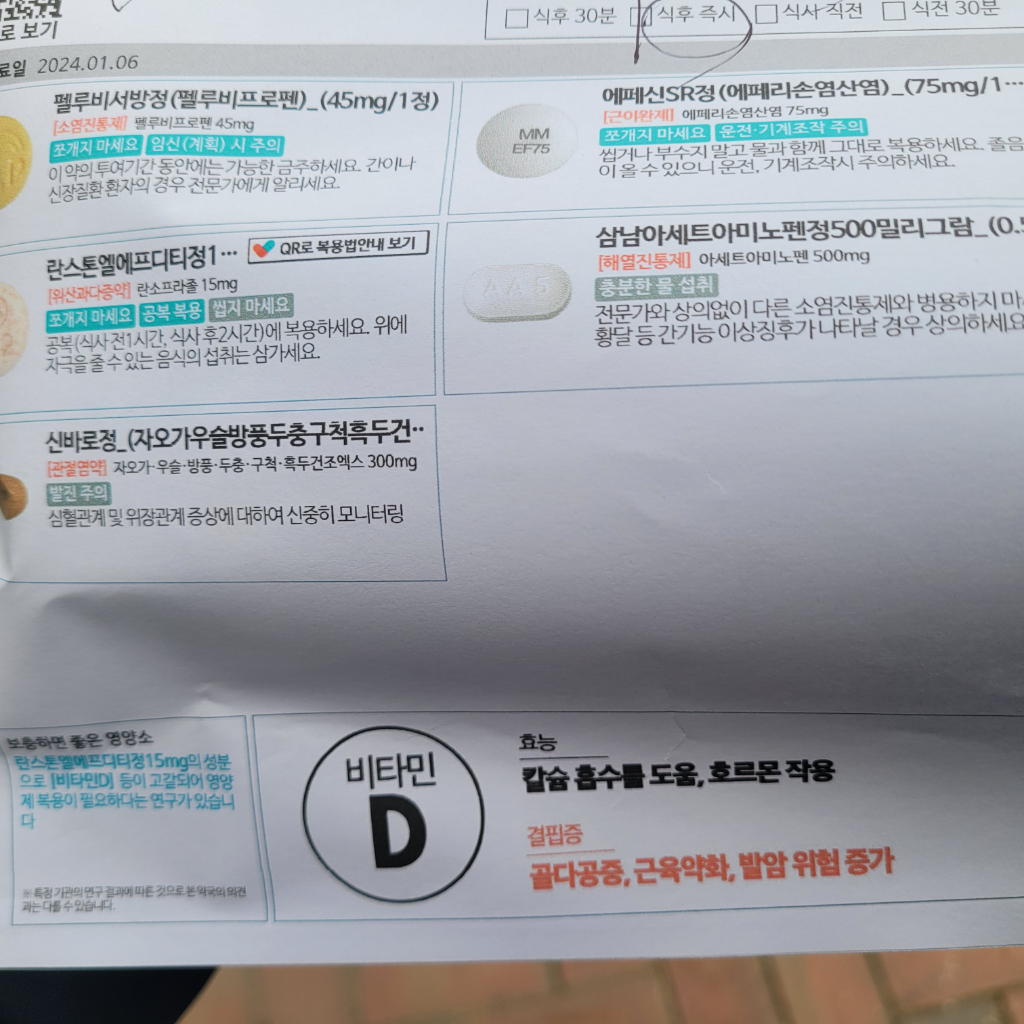 로 보기
식후 30분 식후 즉시 식사 직전 식전 30분
료일 2024.01.06
펠루비서방정(펠루비프로펜)_(45mg/1정)
[소염진통제] 펠루비프로펜 45mg
쪼개지 마세요 임신(계획) 시 주의
이 약의 투여기간 동안에는 가능한 금주하세요. 간이나
신장질환 환자의 경우 전문가에게 알리세요.
MM
EF75
에페신SR정(에페리손염산염)_(75mg/1…
[근이완제] 에페리손염산염 75mg
쪼개지 마세요 운전·기계조작 주의
씹거나 부수지 말고 물과 함께 그대로 복용하세요. 졸음
이 올 수 있으니 운전, 기계조작시 주의하세요.
란스톤엘에프디티정1… QR로 복용법안내 보기
[위산과다증약] 란소프라졸 15mg
쪼개지 마세요 공복 복용 씹지 마세요
공복(식사 전1시간, 식사 후2시간)에 복용하세요. 위에
자극을 줄 수 있는 음식의 섭취는 삼가세요.
AA5
삼남아세트아미노펜정500밀리그람_(0.5
[해열진통제] 아세트아미노펜 500mg
충분한 물 섭취
전문가와 상의없이 다른 소염진통제와 병용하지 마
황달 등 간기능 이상징후가 나타날 경우 상의하세요
신바로정_(자오가우슬방풍두충구척흑두건··
[관절염약] 자오가·우슬·방풍·두충·구척·흑두건조엑스 300mg
발진 주의
심혈관계 및 위장관계 증상에 대하여 신중히 모니터링
보충하면 좋은 영양소
란스톤엘에프디티정15mg의 성분
으로 [비타민D] 등이 고갈되어 영양
제 복용이 필요하다는 연구가 있습니
다
※ 특정 기관의 연구 결과에 따른 것으로 본 약국의 의견
과는 다를 수 있습니다.
비타민
D
효능
칼슘 흡수를 도움, 호르몬 작용
결핍증
골다공증, 근육약화, 발암 위험 증가